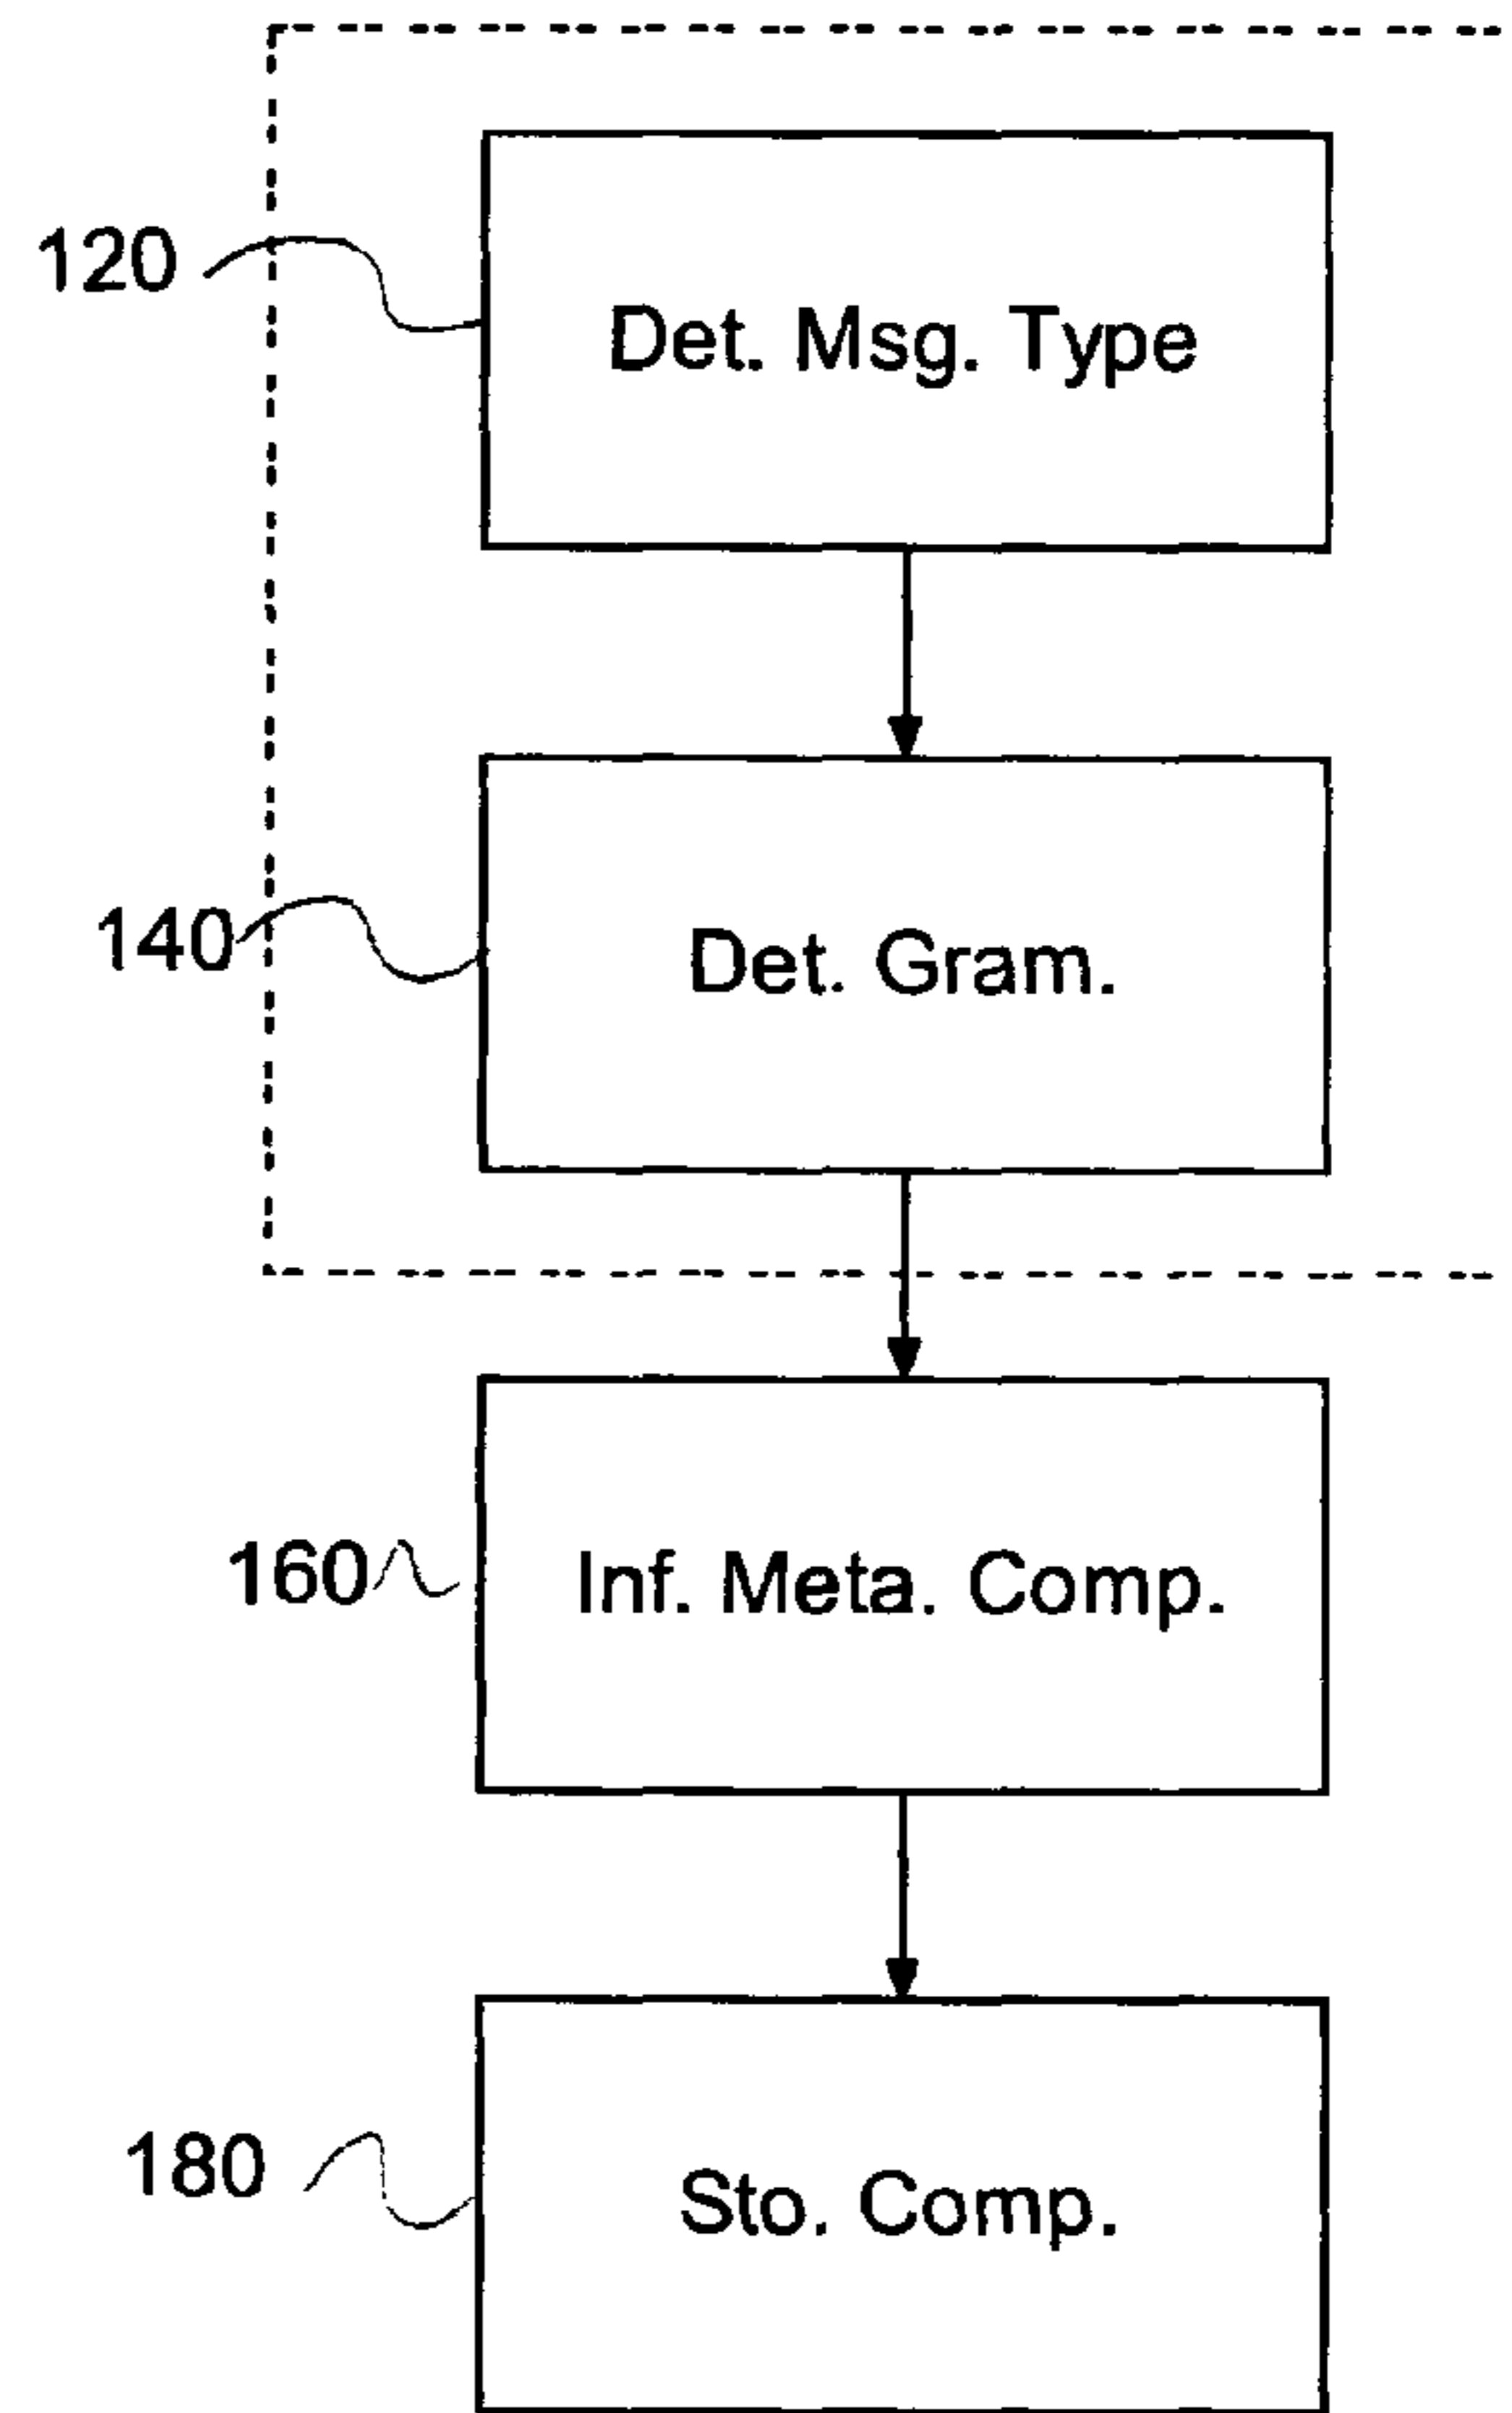 120
Det. Msg. Type
140
Det. Gram.
160
Inf. Meta. Comp.
180
Sto. Comp.